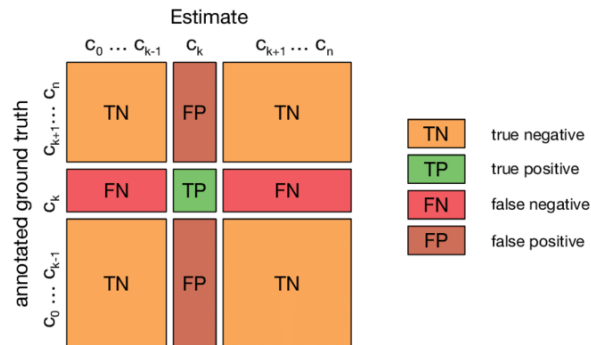 Estimate
c0 … ck-1 ck ck+1 … cn
annotated ground truth
ck+1… cn
ck
c0 … ck-1
TN FP TN
FN TP FN
TN FP TN
TN true negative
TP true positive
FN false negative
FP false positive